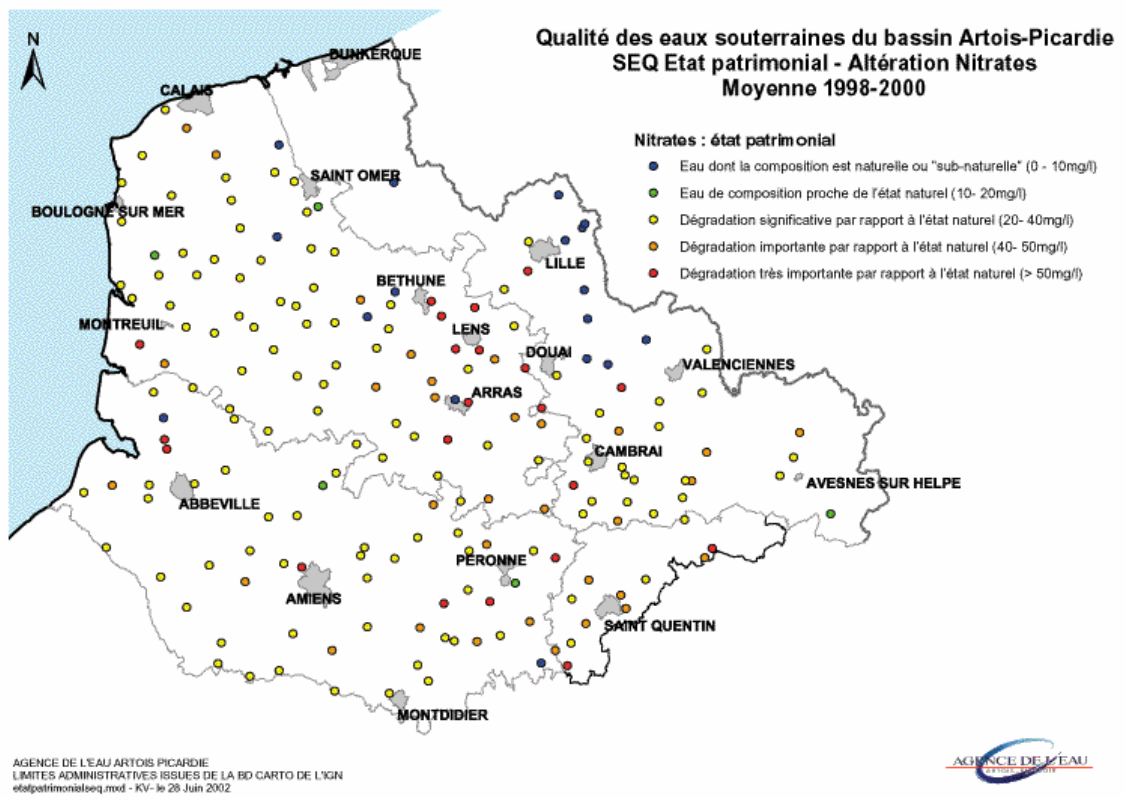 Qualité des eaux souterraines du bassin Artois-Picardie
SEQ Etat patrimonial - Altération Nitrates
Moyenne 1998-2000
N
Nitrates : état patrimonial
Eau dont la composition est naturelle ou "sub-naturelle" (0 - 10mg/l)
Eau de composition proche de l'état naturel (10- 20mg/l)
Dégradation significative par rapport à l'état naturel (20- 40mg/l)
Dégradation importante par rapport à l'état naturel (40- 50mg/l)
Dégradation très importante par rapport à l'état naturel (> 50mg/l)
DUNKERQUE
CALAIS
SAINT OMER
BOULOGNE SUR MER
LILLE
BETHUNE
MONTREUIL
LENS
DOUAI
VALENCIENNES
ARRAS
CAMBRAI
AVESNES SUR HELPE
ABBEVILLE
PERONNE
AMIENS
SAINT QUENTIN
MONTDIDIER
AGENCE DE L'EAU ARTOIS PICARDIE
LIMITES ADMINISTRATIVES ISSUES DE LA BD CARTO DE L'IGN
etatpatrimonialseq.mxd - KV- le 28 Juin 2002
AGENCE DE L'EAU
ARTOIS - PICARDIE